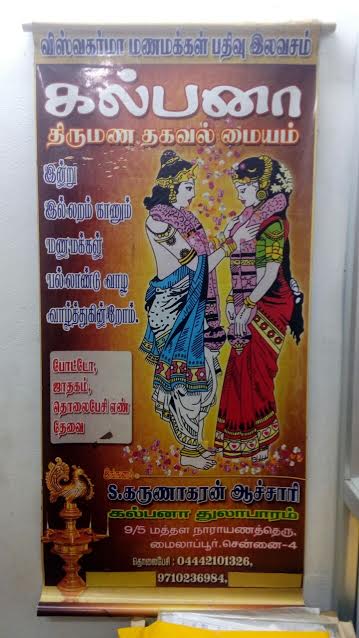 விஸ்வகர்மா மணமக்கள் பதிவு இலவசம்
கல்பனா
திருமண தகவல் மையம்
இன்று
இல்லறம் காணும்
மணமக்கள்
பல்லாண்டு வாழ
வாழ்த்துகின்றோம்.
போட்டோ,
ஜாதகம்,
தொலைபேசி எண்
தேவை
S.கருணாகரன் ஆச்சாரி
கல்பனா துலாபாரம்
9/5 மத்தள நாராயணத்தெரு,
மைலாப்பூர்.சென்னை-4
தொலைபேசி : 04442101326,
9710236984,